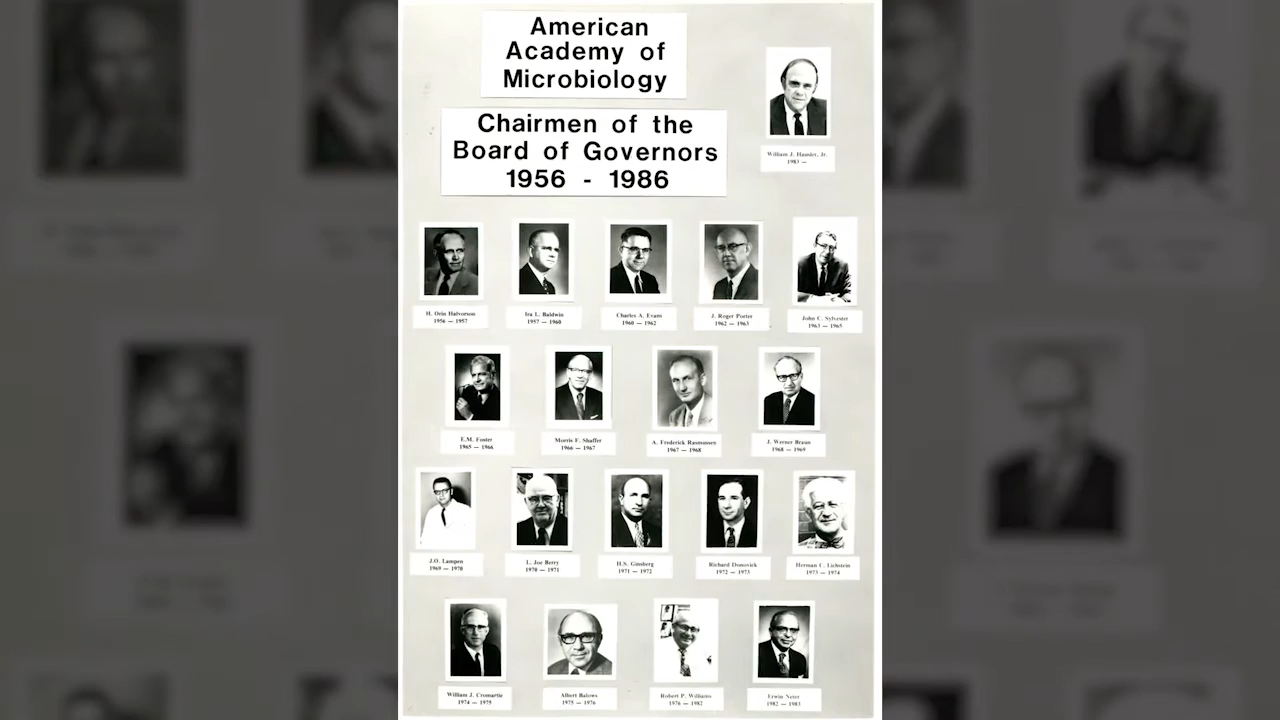 American
Academy of
Microbiology
Chairmen of the
Board of Governors
1956 - 1986
William J. Hausler, Jr.
1983 —
H. Orin Halvorson
1956 — 1957
Ira L. Baldwin
1957 — 1960
Charles A. Evans
1960 — 1962
J. Roger Porter
1962 — 1963
John C. Sylvester
1963 — 1965
E.M. Foster
1965 — 1966
Morris F. Shaffer
1966 — 1967
A. Frederick Rasmussen
1967 — 1968
J. Werner Braun
1968 — 1969
J.O. Lampen
1969 — 1970
L. Joe Berry
1970 — 1971
H.S. Ginsberg
1971 — 1972
Richard Donovick
1972 — 1973
Herman C. Lichstein
1973 — 1974
William J. Cromartie
1974 — 1975
Albert Balows
1975 — 1976
Robert P. Williams
1976 — 1982
Erwin Neter
1982 — 1983